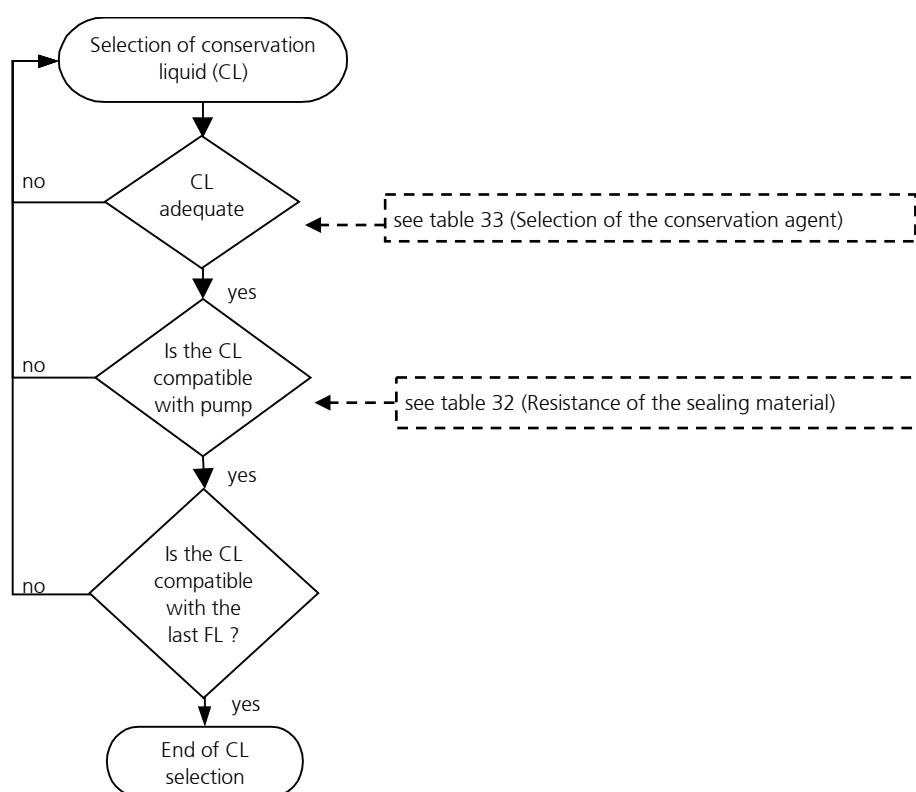 Selection of conservation
liquid (CL)
no
CL
adequate
see table 33 (Selection of the conservation agent)
yes
no
Is the CL
compatible
with pump
see table 32 (Resistance of the sealing material)
yes
no
Is the CL
compatible
with the
last FL ?
yes
End of CL
selection